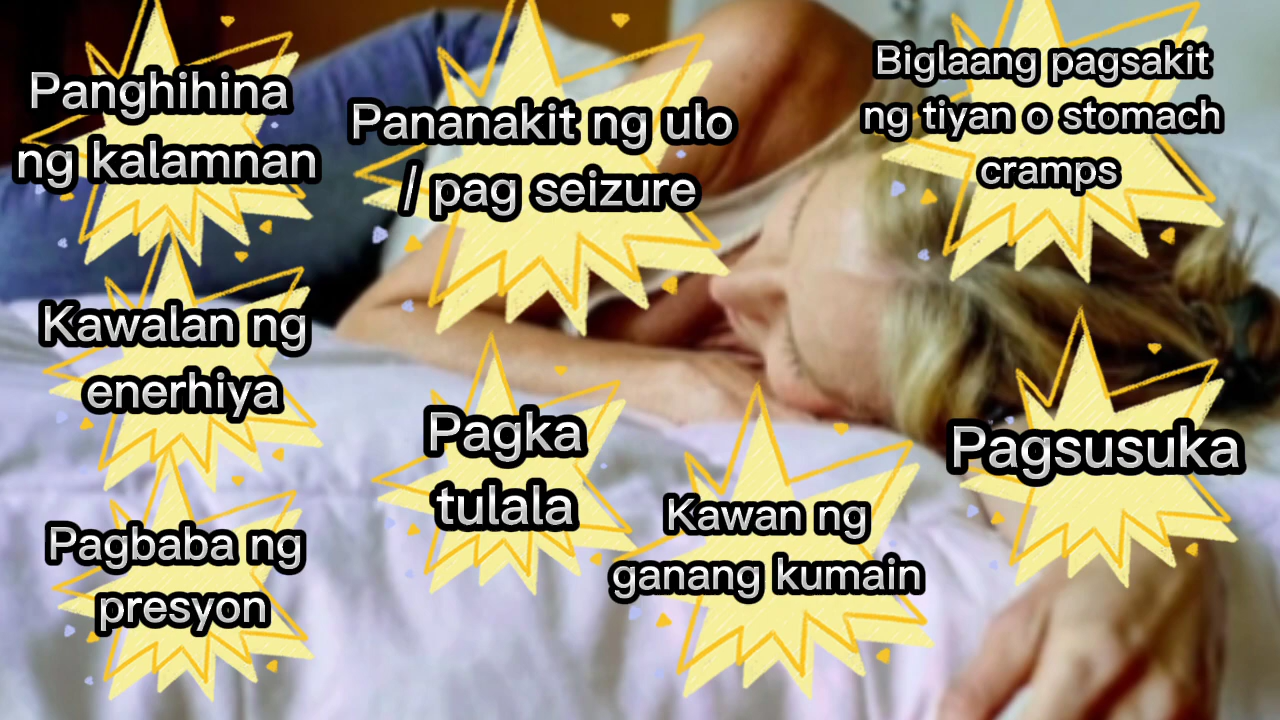 Panghihina
ng kalamnan
Pananakit ng ulo
/ pag seizure
Biglaang pagsakit
ng tiyan o stomach
cramps
Kawalan ng
enerhiya
Pagka
tulala
Pagsusuka
Kawan ng
ganang kumain
Pagbaba ng
presyon